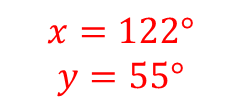 x = 122°
y = 55°